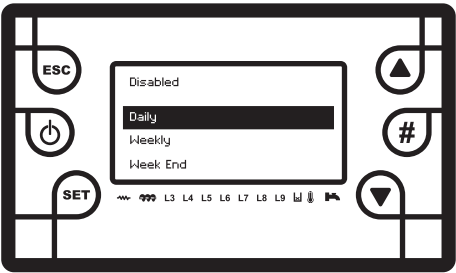 ESC
Disabled
Daily
#
Weekly
Week End
SET
L3 L4 L5 L6 L7 L8 L9